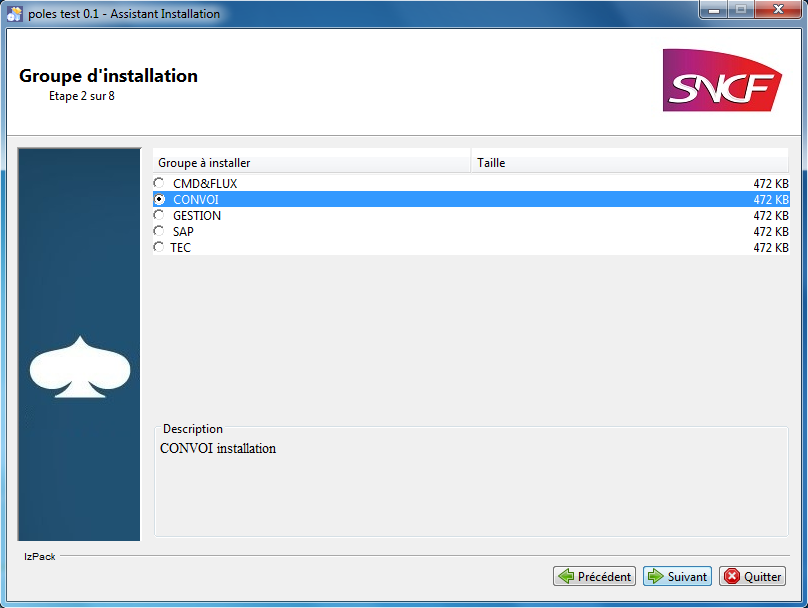 poles test 0.1 - Assistant Installation
Groupe d'installation
Etape 2 sur 8
SNCF
Groupe à installer Taille
CMD&FLUX 472 KB
CONVOI 472 KB
GESTION 472 KB
SAP 472 KB
TEC 472 KB
Description
CONVOI installation
IzPack
Précédent Suivant Quitter